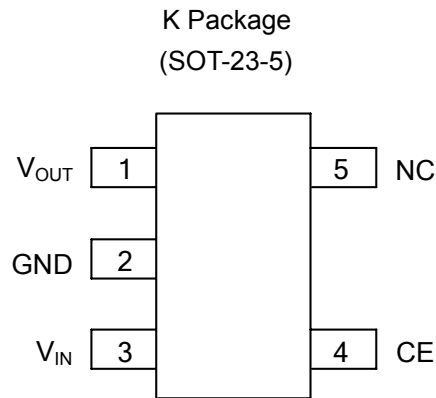 K Package
(SOT-23-5)
VOUT 1 5 NC
GND 2
VIN 3 4 CE